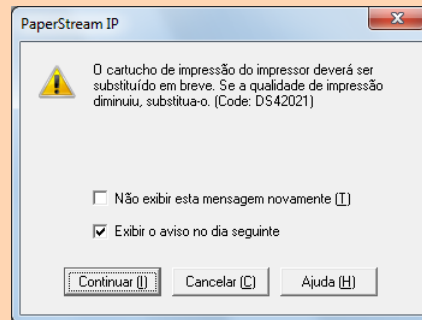 PaperStream IP
O cartucho de impressão do impressor deverá ser
substituído em breve. Se a qualidade de impressão
diminuiu, substitua-o. (Code: DS42021)
Não exibir esta mensagem novamente (T)
Exibir o aviso no dia seguinte
Continuar (I) Cancelar (C) Ajuda (H)